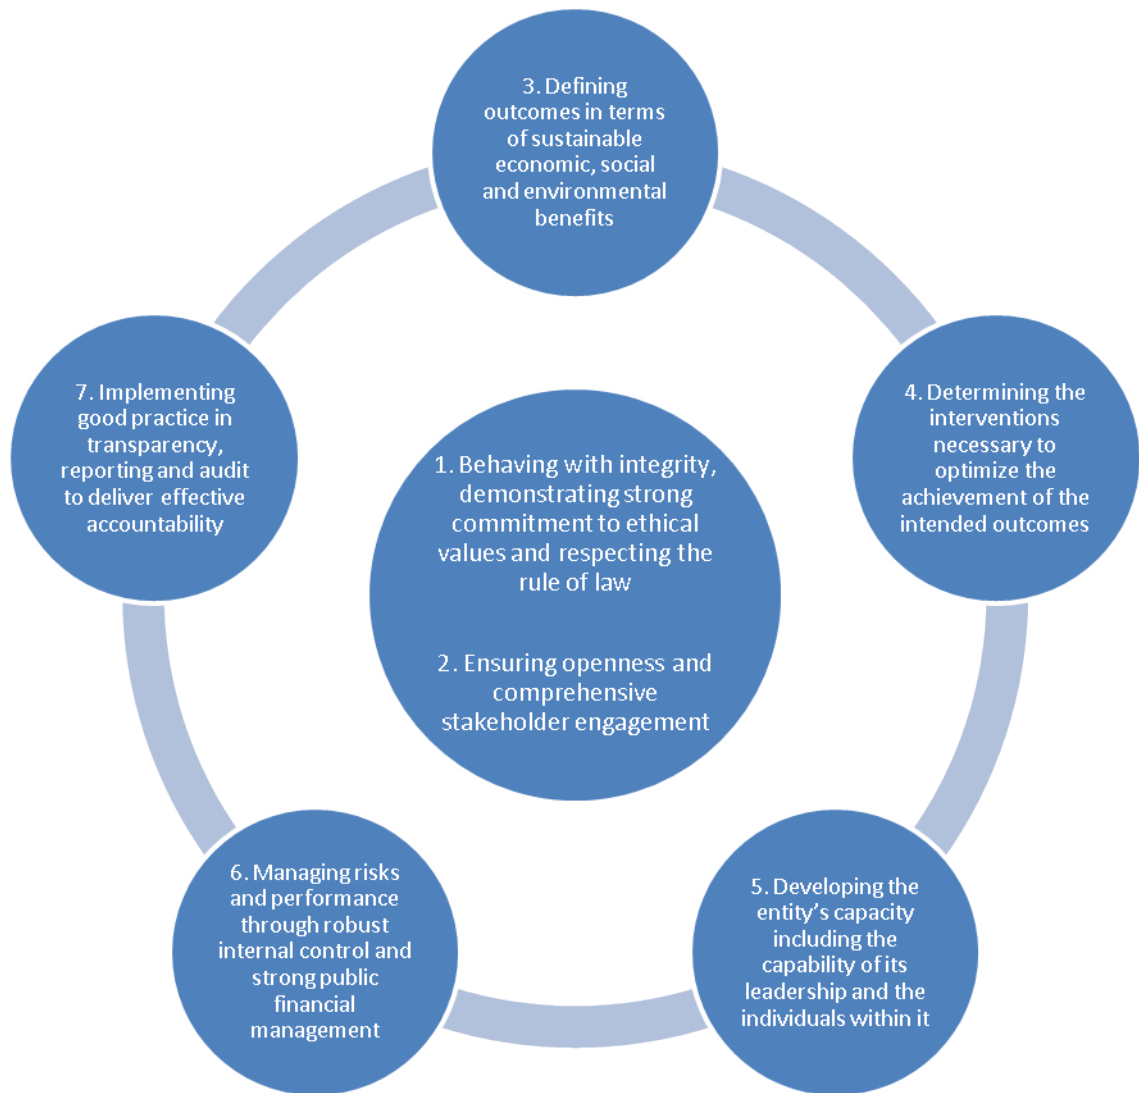 3. Defining
outcomes in terms
of sustainable
economic, social
and environmental
benefits
4. Determining the
interventions
necessary to
optimize the
achievement of the
intended outcomes
5. Developing the
entity’s capacity
including the
capability of its
leadership and the
individuals within it
6. Managing risks
and performance
through robust
internal control and
strong public
financial
management
7. Implementing
good practice in
transparency,
reporting and audit
to deliver effective
accountability
1. Behaving with integrity,
demonstrating strong
commitment to ethical
values and respecting the
rule of law
2. Ensuring openness and
comprehensive
stakeholder engagement